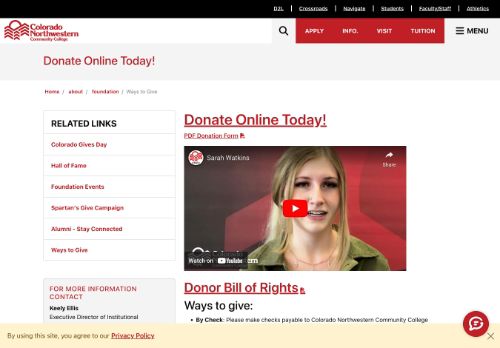 D2L
Crossroads
Navigate
Students
Faculty/Staff
Athletics
Colorado
Northwestern
Community College
APPLY
INFO.
VISIT
TUITION
MENU
Donate Online Today!
Home / about / foundation / Ways to Give
RELATED LINKS
Colorado Gives Day
Hall of Fame
Foundation Events
Spartan's Give Campaign
Alumni - Stay Connected
Ways to Give
FOR MORE INFORMATION
CONTACT
Keely Ellis
Executive Director of Institutional
Donate Online Today!
PDF Donation Form
Sarah Watkins
Share
Watch on YouTube
Donor Bill of Rights
Ways to give:
By Check: Please make checks payable to Colorado Northwestern Community College
By using this site, you agree to our Privacy Policy